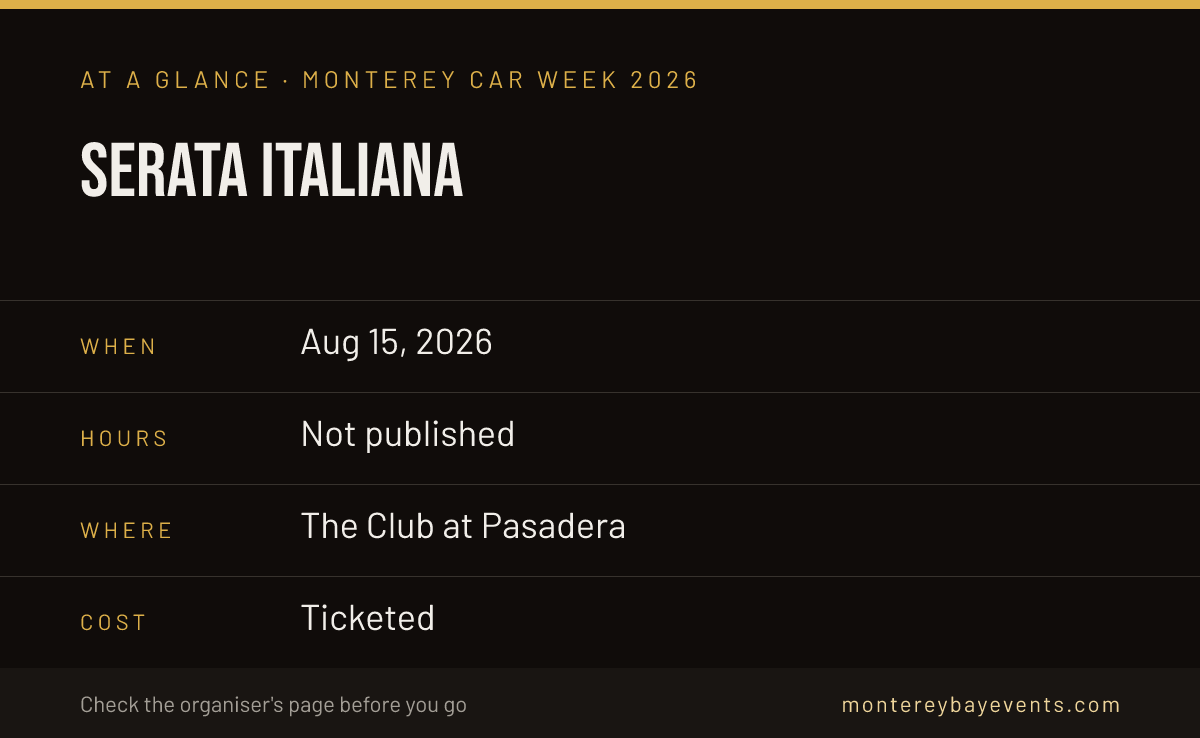 AT A GLANCE · MONTEREY CAR WEEK 2026
SERATA ITALIANA
WHEN Aug 15, 2026
HOURS Not published
WHERE The Club at Pasadera
COST Ticketed
Check the organiser's page before you go montereybayevents.com